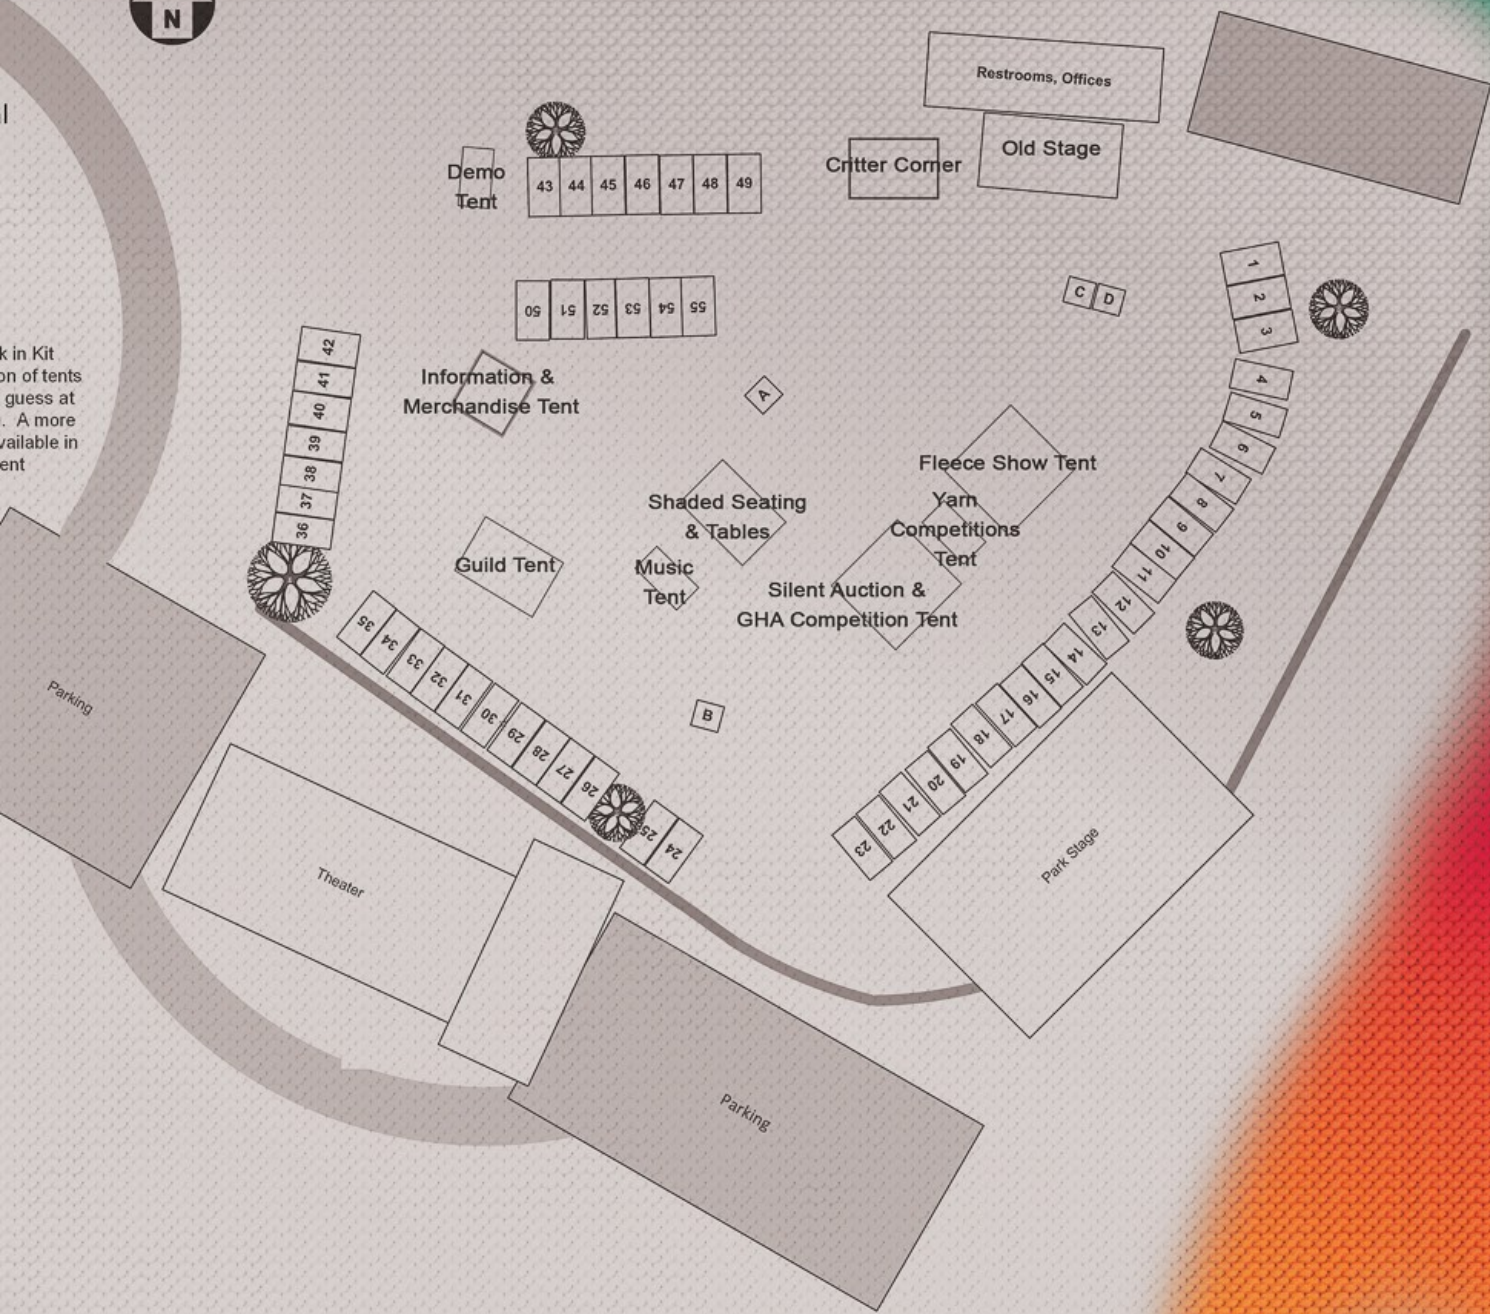 N
l
Restrooms, Offices
Old Stage
Critter Corner
Demo
Tent
43 44 45 46 47 48 49
50 51 52 53 54 55
C D
1
2
3
4
5
6
7
8
9
10
11
12
13
14
15
16
17
18
19
20
21
22
23
42
41
40
39
38
37
36
k in Kit
on of tents
guess at
. A more
vailable in
ent
Information &
Merchandise Tent
A
Fleece Show Tent
Shaded Seating
& Tables
Yarn
Competitions
Tent
Guild Tent
Music
Tent
Silent Auction &
GHA Competition Tent
35
34
33
32
31
30
29
28
27
26
25
24
B
Parking
Theater
Park Stage
Parking